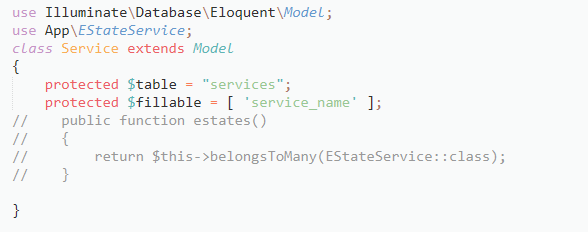 use Illuminate\Database\Eloquent\Model;
use App\EStateService;
class Service extends Model
{
    protected $table = "services";
    protected $fillable = [ 'service_name' ];
//    public function estates()
//    {
//        return $this->belongsToMany(EStateService::class);
//    }
}